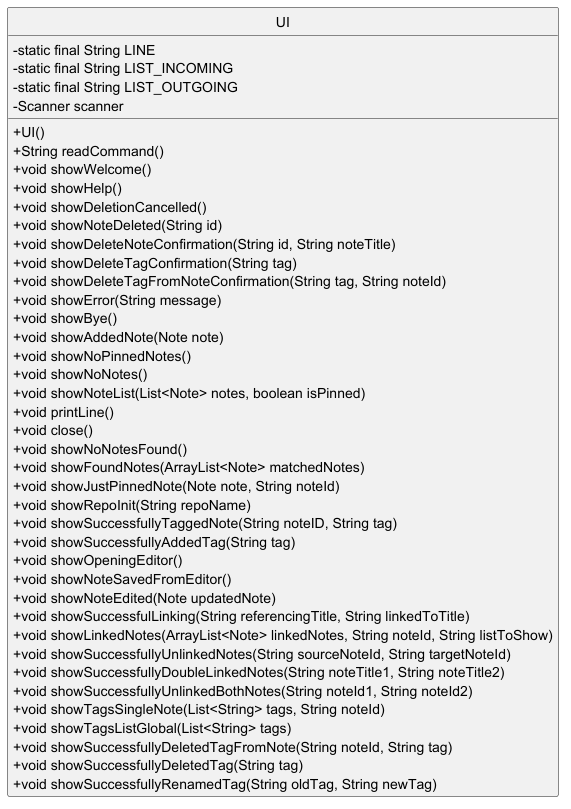 UI
-static final String LINE
-static final String LIST_INCOMING
-static final String LIST_OUTGOING
-Scanner scanner
+UI()
+String readCommand()
+void showWelcome()
+void showHelp()
+void showDeletionCancelled()
+void showNoteDeleted(String id)
+void showDeleteNoteConfirmation(String id, String noteTitle)
+void showDeleteTagConfirmation(String tag)
+void showDeleteTagFromNoteConfirmation(String tag, String noteId)
+void showError(String message)
+void showBye()
+void showAddedNote(Note note)
+void showNoPinnedNotes()
+void showNoNotes()
+void showNoteList(List<Note> notes, boolean isPinned)
+void printLine()
+void close()
+void showNoNotesFound()
+void showFoundNotes(ArrayList<Note> matchedNotes)
+void showJustPinnedNote(Note note, String noteId)
+void showRepoInit(String repoName)
+void showSuccessfullyTaggedNote(String noteID, String tag)
+void showSuccessfullyAddedTag(String tag)
+void showOpeningEditor()
+void showNoteSavedFromEditor()
+void showNoteEdited(Note updatedNote)
+void showSuccessfulLinking(String referencingTitle, String linkedToTitle)
+void showLinkedNotes(ArrayList<Note> linkedNotes, String noteId, String listToShow)
+void showSuccessfullyUnlinkedNotes(String sourceNoteId, String targetNoteId)
+void showSuccessfullyDoubleLinkedNotes(String noteTitle1, String noteTitle2)
+void showSuccessfullyUnlinkedBothNotes(String noteId1, String noteId2)
+void showTagsSingleNote(List<String> tags, String noteId)
+void showTagsListGlobal(List<String> tags)
+void showSuccessfullyDeletedTagFromNote(String noteId, String tag)
+void showSuccessfullyDeletedTag(String tag)
+void showSuccessfullyRenamedTag(String oldTag, String newTag)